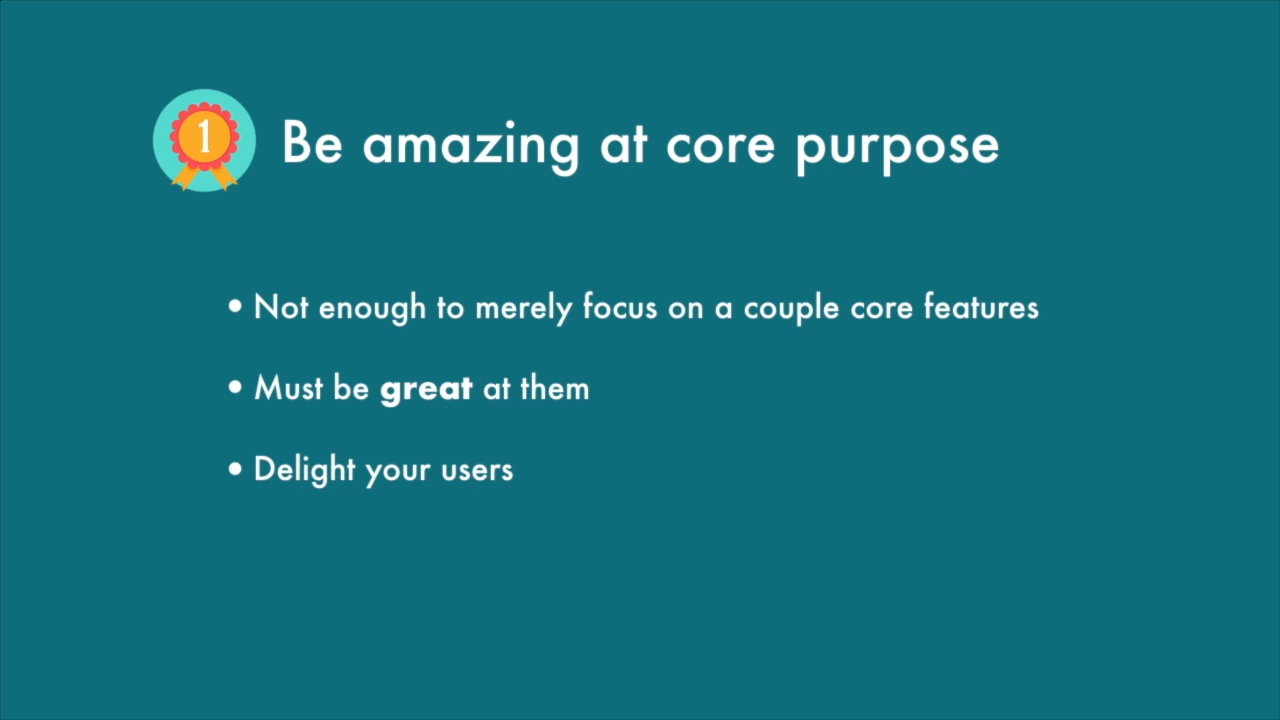 1 Be amazing at core purpose
• Not enough to merely focus on a couple core features
• Must be great at them
• Delight your users